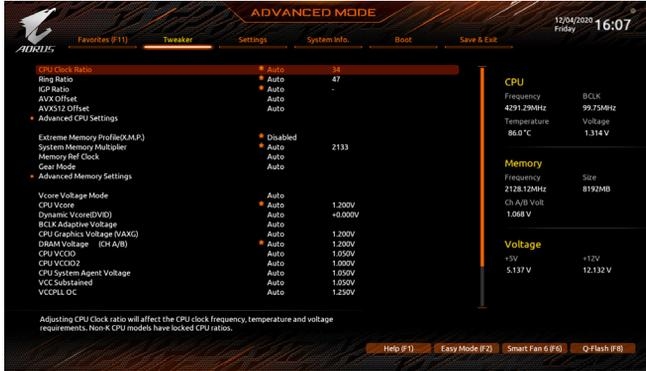 ADVANCED MODE
AORUS
12/04/2020
Friday
16:07
Favorites (F11) Tweaker Settings System Info. Boot Save & Exit
CPU Clock Ratio * Auto 34
Ring Ratio * Auto 47
IGP Ratio * Auto -
AVX Offset Auto
AVX512 Offset Auto
Advanced CPU Settings
Extreme Memory Profile(X.M.P.) * Disabled
System Memory Multiplier * Auto 2133
Memory Ref Clock Auto
Gear Mode Auto
Advanced Memory Settings
Vcore Voltage Mode Auto
CPU Vcore * Auto 1.200V
Dynamic Vcore(DVID) Auto +0.000V
BCLK Adaptive Voltage Auto
CPU Graphics Voltage (VAXG) Auto 1.200V
DRAM Voltage (CH A/B) * Auto 1.200V
CPU VCCIO Auto 1.050V
CPU VCCIO2 Auto 1.000V
CPU System Agent Voltage Auto 1.050V
VCC Substained Auto 1.050V
VCCPLL OC Auto 1.250V
CPU
Frequency BCLK
4291.29MHz 99.75MHz
Temperature Voltage
86.0 °C 1.314 V
Memory
Frequency Size
2128.12MHz 8192MB
Ch A/B Volt
1.068 V
Voltage
+5V +12V
5.137 V 12.132 V
Adjusting CPU Clock ratio will affect the CPU clock frequency, temperature and voltage
requirements. Non-K CPU models have locked CPU ratios.
Help (F1) Easy Mode (F2) Smart Fan 6 (F6) Q-Flash (F8)